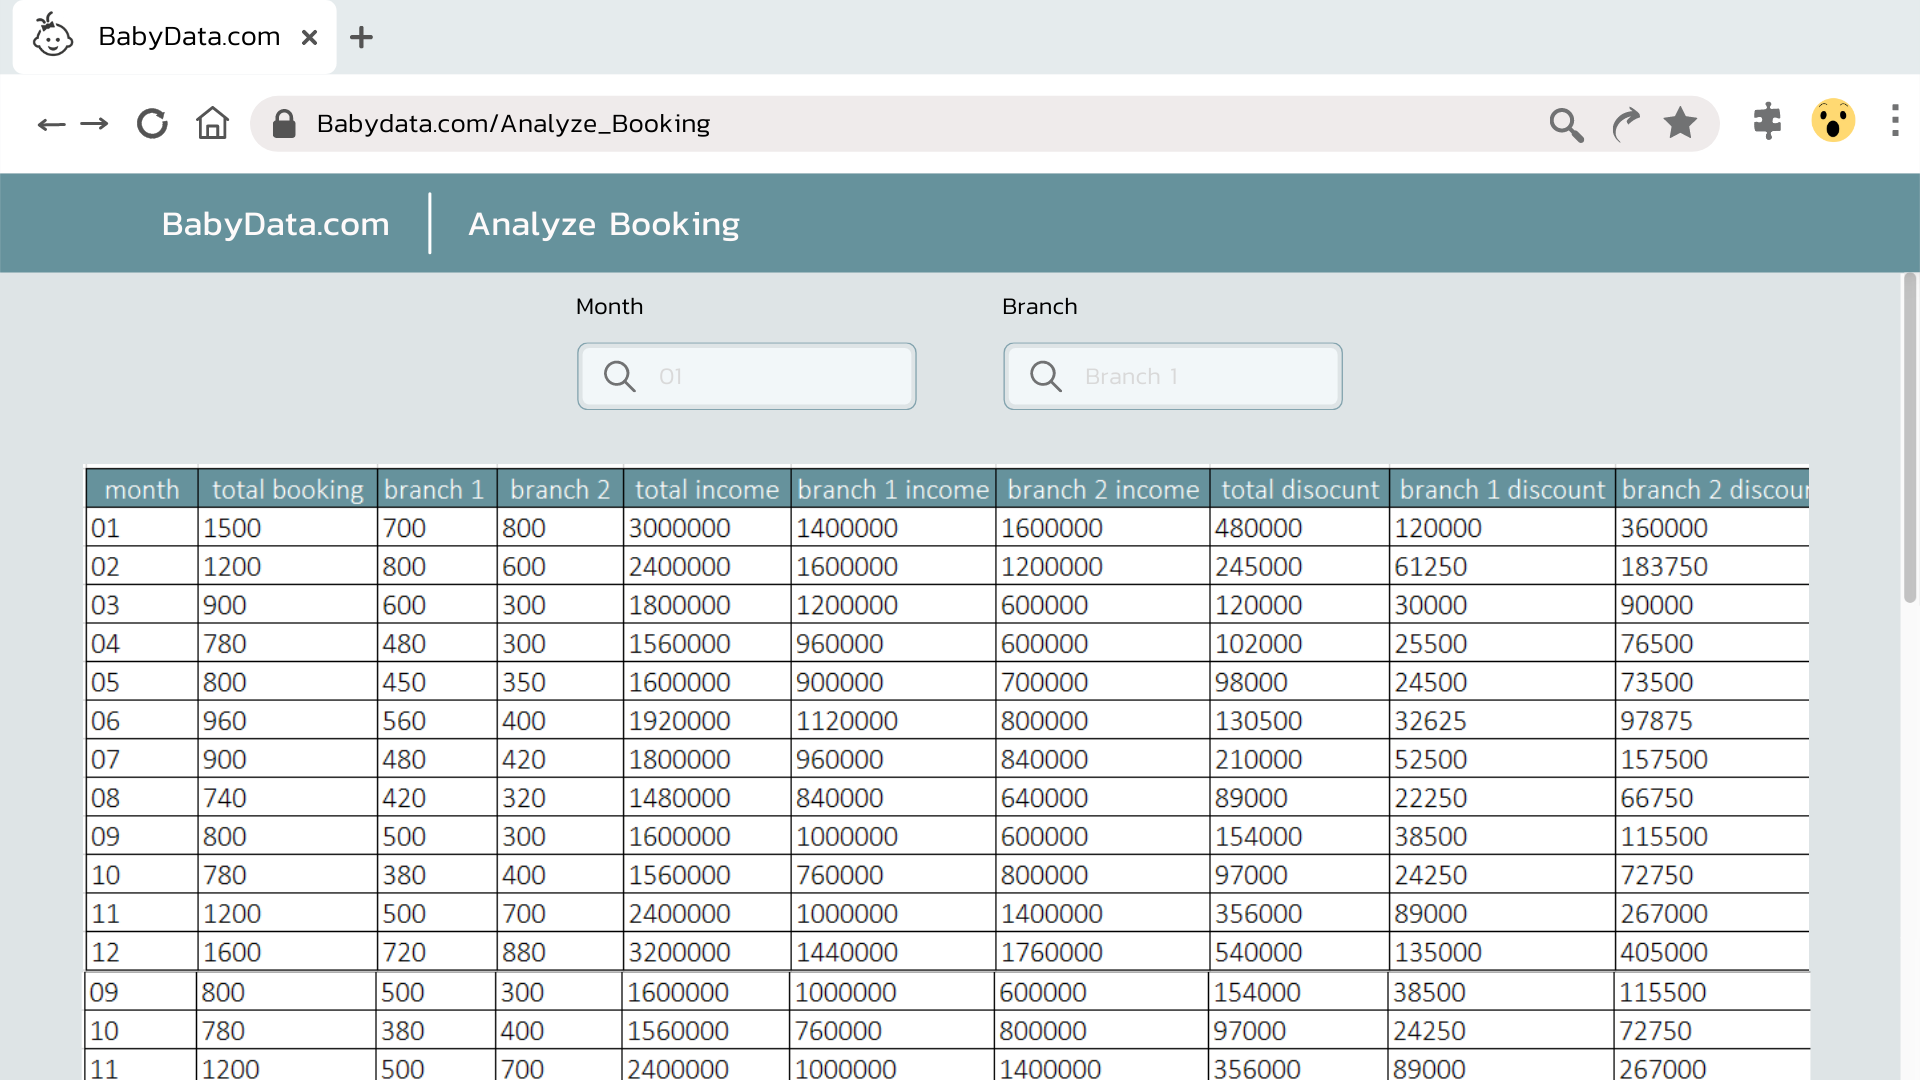 BabyData.com
Babydata.com/Analyze_Booking
BabyData.com Analyze Booking
Month Branch
01 Branch 1
month total booking branch 1 branch 2 total income branch 1 income branch 2 income total disocunt branch 1 discount branch 2 discour
01 1500 700 800 3000000 1400000 1600000 480000 120000 360000
02 1200 800 600 2400000 1600000 1200000 245000 61250 183750
03 900 600 300 1800000 1200000 600000 120000 30000 90000
04 780 480 300 1560000 960000 600000 102000 25500 76500
05 800 450 350 1600000 900000 700000 98000 24500 73500
06 960 560 400 1920000 1120000 800000 130500 32625 97875
07 900 480 420 1800000 960000 840000 210000 52500 157500
08 740 420 320 1480000 840000 640000 89000 22250 66750
09 800 500 300 1600000 1000000 600000 154000 38500 115500
10 780 380 400 1560000 760000 800000 97000 24250 72750
11 1200 500 700 2400000 1000000 1400000 356000 89000 267000
12 1600 720 880 3200000 1440000 1760000 540000 135000 405000
09 800 500 300 1600000 1000000 600000 154000 38500 115500
10 780 380 400 1560000 760000 800000 97000 24250 72750
11 1200 500 700 2400000 1000000 1400000 356000 89000 267000